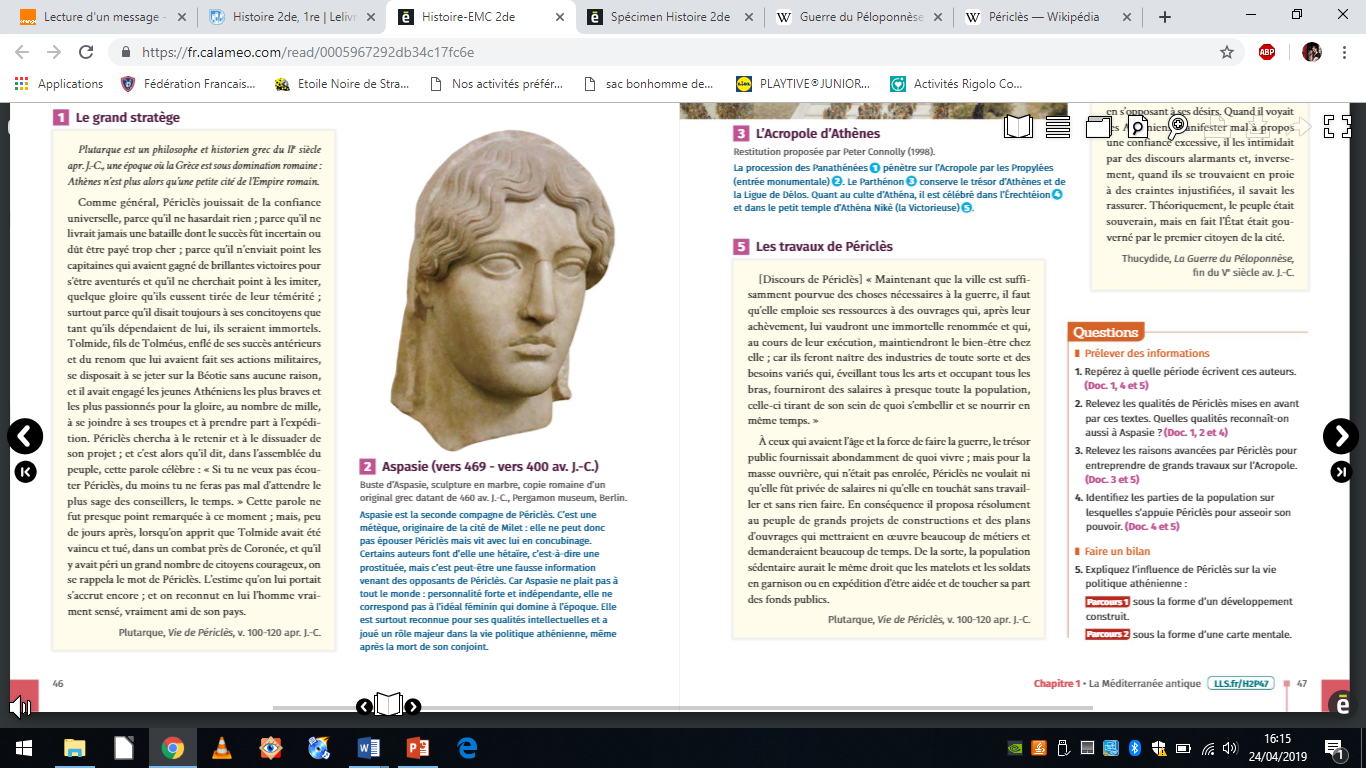 Lecture d'un message -
Histoire 2de, 1re | Lelivr
Histoire-EMC 2de
Spécimen Histoire 2de
Guerre du Péloponnès
Périclès — Wikipédia
https://fr.calameo.com/read/0005967292db34c17fc6e
ABP
Applications
Fédération Francais...
Etoile Noire de Stra...
Nos activités préfér...
sac bonhomme de...
PLAYTIVE®JUNIOR...
Activités Rigolo Co...
1 Le grand stratège
Plutarque est un philosophe et historien grec du IIe siècle
apr. J.-C., une époque où la Grèce est sous domination romaine :
Athènes n'est plus alors qu'une petite cité de l'Empire romain.
Comme général, Périclès jouissait de la confiance
universelle, parce qu'il ne hasardait rien ; parce qu'il ne
livrait jamais une bataille dont le succès fût incertain ou
dût être payé trop cher ; parce qu'il n'enviait point les
capitaines qui avaient gagné de brillantes victoires pour
s'être aventurés et qu'il ne cherchait point à les imiter,
quelque gloire qu'ils eussent tirée de leur témérité ;
surtout parce qu'il disait toujours à ses concitoyens que
tant qu'ils dépendaient de lui, ils seraient immortels.
Tolmide, fils de Tolméus, enflé de ses succès antérieurs
et du renom que lui avaient fait ses actions militaires,
se disposait à se jeter sur la Béotie sans aucune raison,
et il avait engagé les jeunes Athéniens les plus braves et
les plus passionnés pour la gloire, au nombre de mille,
à se joindre à ses troupes et à prendre part à l'expédi-
tion. Périclès chercha à le retenir et à le dissuader de
son projet ; et c'est alors qu'il dit, dans l'assemblée du
peuple, cette parole célèbre : « Si tu ne veux pas écou-
ter Périclès, du moins tu ne feras pas mal d'attendre le
plus sage des conseillers, le temps. » Cette parole ne
fut presque point remarquée à ce moment ; mais, peu
de jours après, lorsqu'on apprit que Tolmide avait été
vaincu et tué, dans un combat près de Coronée, et qu'il
y avait péri un grand nombre de citoyens courageux, on
se rappela le mot de Périclès. L'estime qu'on lui portait
s'accrut encore ; et on reconnut en lui l'homme vrai-
ment sensé, vraiment ami de son pays.
Plutarque, Vie de Périclès, v. 100-120 apr. J.-C.
46
2 Aspasie (vers 469 - vers 400 av. J.-C.)
Buste d'Aspasie, sculpture en marbre, copie romaine d'un
original grec datant de 460 av. J.-C., Pergamon museum, Berlin.
Aspasie est la seconde compagne de Périclès. C'est une
métèque, originaire de la cité de Milet : elle ne peut donc
pas épouser Périclès mais vit avec lui en concubinage.
Certains auteurs font d'elle une hétaïre, c'est-à-dire une
prostituée, mais c'est peut-être une fausse information
venant des opposants de Périclès. Car Aspasie ne plait pas à
tout le monde : personnalité forte et indépendante, elle ne
correspond pas à l'idéal féminin qui domine à l'époque. Elle
est surtout reconnue pour ses qualités intellectuelles et a
joué un rôle majeur dans la vie politique athénienne, même
après la mort de son conjoint.
3 L'Acropole d'Athènes
Restitution proposée par Peter Connolly (1998).
La procession des Panathénées 1 pénètre sur l'Acropole par les Propylées
(entrée monumentale) 2. Le Parthénon 3 conserve le trésor d'Athènes et de
la Ligue de Délos. Quant au culte d'Athéna, il est célébré dans l'Érechtéion 4
et dans le petit temple d'Athéna Nikè (la Victorieuse) 5.
5 Les travaux de Périclès
[Discours de Périclès] « Maintenant que la ville est suffi-
samment pourvue des choses nécessaires à la guerre, il faut
qu'elle emploie ses ressources à des ouvrages qui, après leur
achèvement, lui vaudront une immortelle renommée et qui,
au cours de leur exécution, maintiendront le bien-être chez
elle ; car ils feront naître des industries de toute sorte et des
besoins variés qui, éveillant tous les arts et occupant tous les
bras, fourniront des salaires à presque toute la population,
celle-ci tirant de son sein de quoi s'embellir et se nourrir en
même temps. »
À ceux qui avaient l'âge et la force de faire la guerre, le trésor
public fournissait abondamment de quoi vivre ; mais pour la
masse ouvrière, qui n'était pas enrolée, Périclès ne voulait ni
qu'elle fût privée de salaires ni qu'elle en touchât sans travail-
ler et sans rien faire. En conséquence il proposa résolument
au peuple de grands projets de constructions et des plans
d'ouvrages qui mettraient en œuvre beaucoup de métiers et
demanderaient beaucoup de temps. De la sorte, la population
sédentaire aurait le même droit que les matelots et les soldats
en garnison ou en expédition d'être aidée et de toucher sa part
des fonds publics.
Plutarque, Vie de Périclès, v. 100-120 apr. J.-C.
en s'opposant à ses désirs. Quand il voyait
manifester mal à propos
une confiance excessive, il les intimidait
par des discours alarmants et, inverse-
ment, quand ils se trouvaient en proie
à des craintes injustifiées, il savait les
rassurer. Théoriquement, le peuple était
souverain, mais en fait l'État était gou-
verné par le premier citoyen de la cité.
Thucydide, La Guerre du Péloponnèse,
fin du Ve siècle av. J.-C.
Questions
Prélever des informations
1. Repérez à quelle période écrivent ces auteurs.
(Doc. 1, 4 et 5)
2. Relevez les qualités de Périclès mises en avant
par ces textes. Quelles qualités reconnaît-on
aussi à Aspasie ? (Doc. 1, 2 et 4)
3. Relevez les raisons avancées par Périclès pour
entreprendre de grands travaux sur l'Acropole.
(Doc. 3 et 5)
4. Identifiez les parties de la population sur
lesquelles s'appuie Périclès pour asseoir son
pouvoir. (Doc. 4 et 5)
Faire un bilan
5. Expliquez l'influence de Périclès sur la vie
politique athénienne :
Parcours 1 sous la forme d'un développement
construit.
Parcours 2 sous la forme d'une carte mentale.
Chapitre 1 • La Méditerranée antique LLS.fr/H2P47 47
16:15
24/04/2019